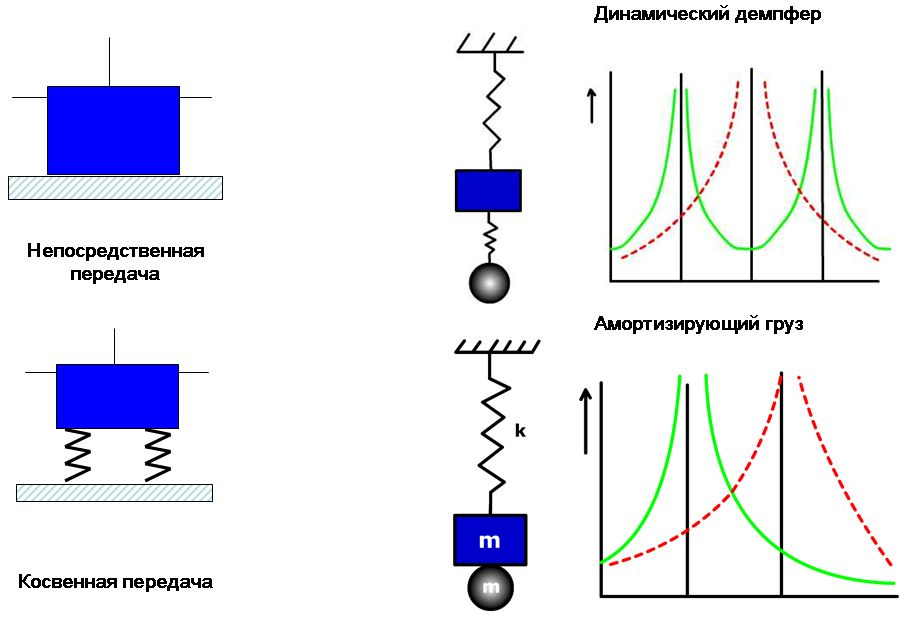 Динамический демпфер
Непосредственная
передача
Амортизирующий груз
k
m
m
Косвенная передача